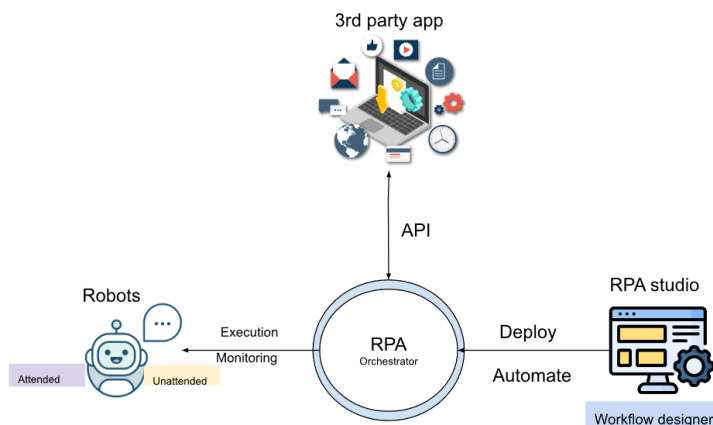 3rd party app
API
Robots
RPA studio
Execution
Monitoring
RPA
Orchestrator
Deploy
Automate
Attended
Unattended
Workflow designer